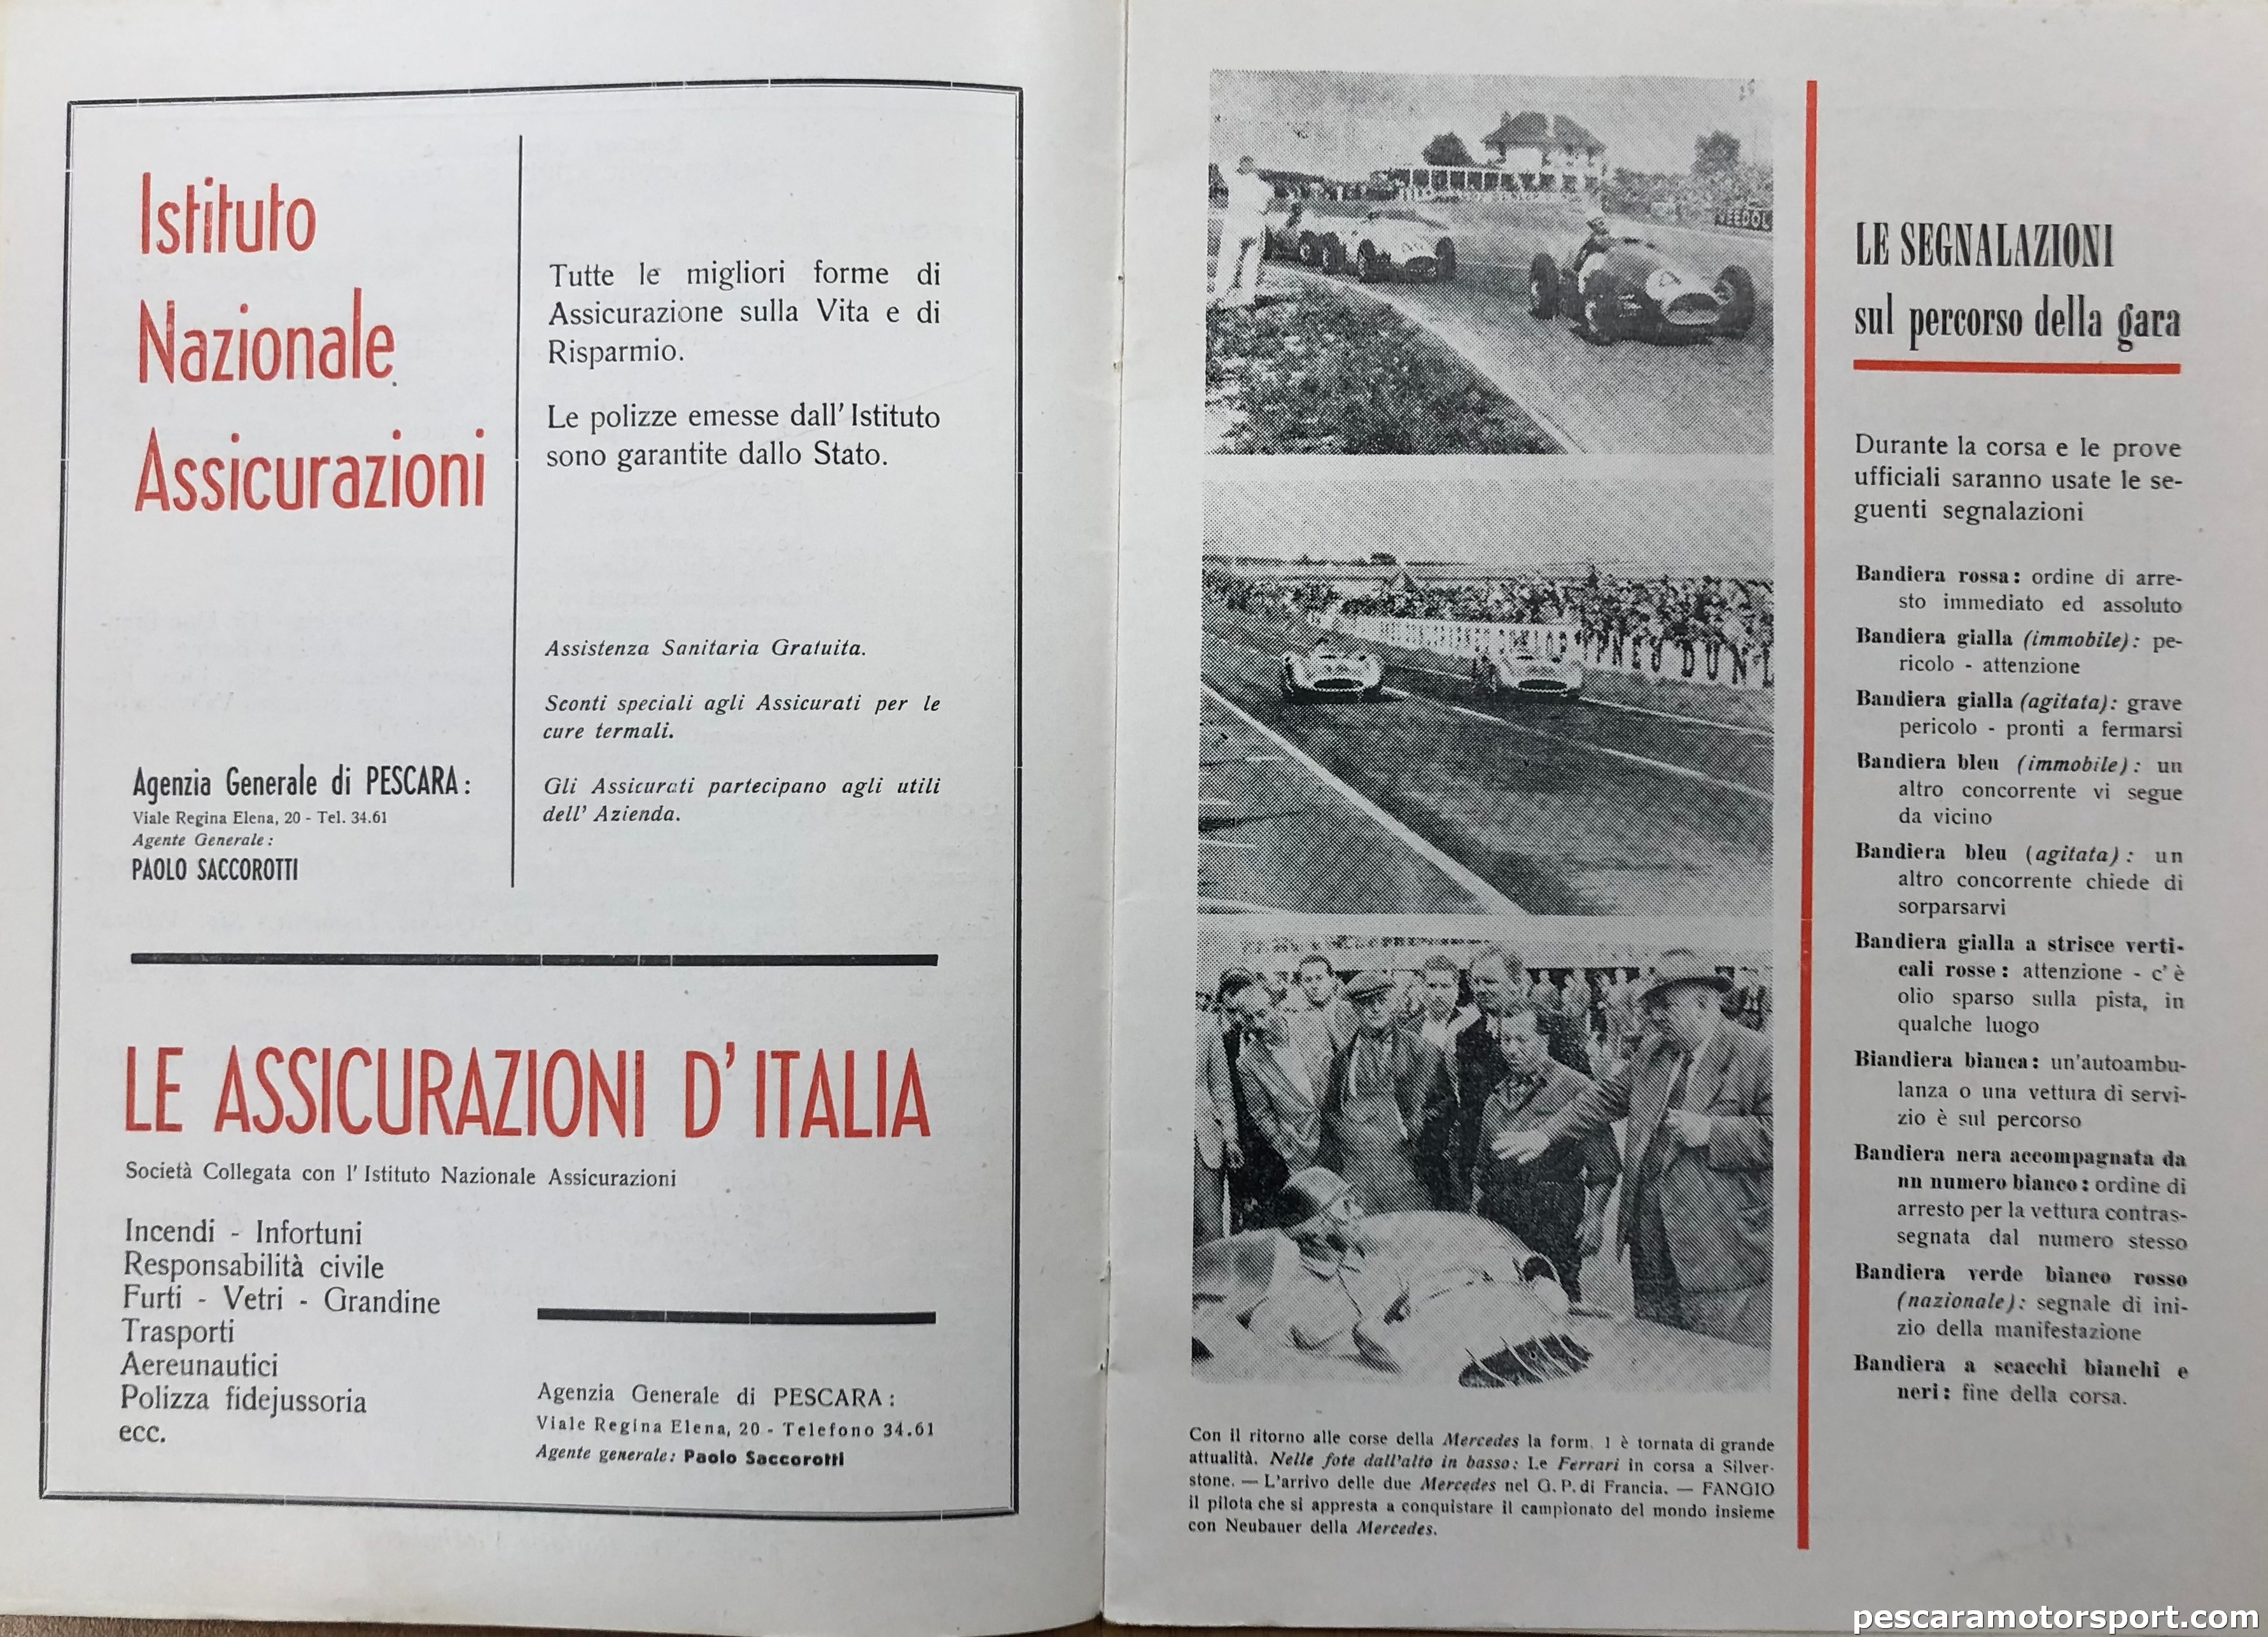 Istituto
Nazionale
Assicurazioni
Agenzia Generale di PESCARA:
Viale Regina Elena, 20 - Tel. 34.61
Agente Generale:
PAOLO SACCOROTTI
Tutte le migliori forme di
Assicurazione sulla Vita e di
Risparmio.
Le polizze emesse dall' Istituto
sono garantite dallo Stato.
Assistenza Sanitaria Gratuita.
Sconti speciali agli Assicurati per le
cure termali.
Gli Assicurati partecipano agli utili
dell' Azienda.
LE ASSICURAZIONI D' ITALIA
Società Collegata con l' Istituto Nazionale Assicurazioni
Incendi - Infortuni
Responsabilità civile
Furti - Vetri - Grandine
Trasporti
Aereunautici
Polizza fidejussoria
ecc.
Agenzia Generale di PESCARA:
Viale Regina Elena, 20 - Telefono 34.61
Agente generale: Paolo Saccorotti
VEEDOL
PNEU DUNL
Con il ritorno alle corse della Mercedes la form. 1 è tornata di grande
attualità. Nelle fote dall'alto in basso: Le Ferrari in corsa a Silver-
stone. — L'arrivo delle due Mercedes nel G. P. di Francia. — FANGIO
il pilota che si appresta a conquistare il campionato del mondo insieme
con Neubauer della Mercedes.
LE SEGNALAZIONI
sul percorso della gara
Durante la corsa e le prove
ufficiali saranno usate le se-
guenti segnalazioni
Bandiera rossa: ordine di arre-
sto immediato ed assoluto
Bandiera gialla (immobile): pe-
ricolo - attenzione
Bandiera gialla (agitata): grave
pericolo - pronti a fermarsi
Bandiera bleu (immobile): un
altro concorrente vi segue
da vicino
Bandiera bleu (agitata): un
altro concorrente chiede di
sorparsarvi
Bandiera gialla a strisce verti-
cali rosse: attenzione - c' è
olio sparso sulla pista, in
qualche luogo
Biandiera bianca: un'autoambu-
lanza o una vettura di servi-
zio è sul percorso
Bandiera nera accompagnata da
nn numero bianco: ordine di
arresto per la vettura contras-
segnata dal numero stesso
Bandiera verde bianco rosso
(nazionale): segnale di ini-
zio della manifestazione
Bandiera a scacchi bianchi e
neri: fine della corsa.
pescaramotorsport.com